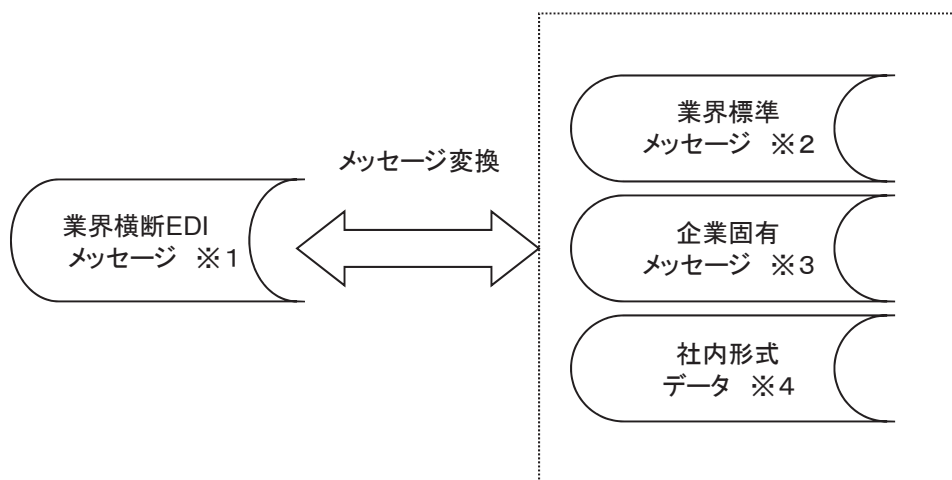 メッセージ変換
業界横断EDI
メッセージ ※1
業界標準
メッセージ ※2
企業固有
メッセージ ※3
社内形式
データ ※4